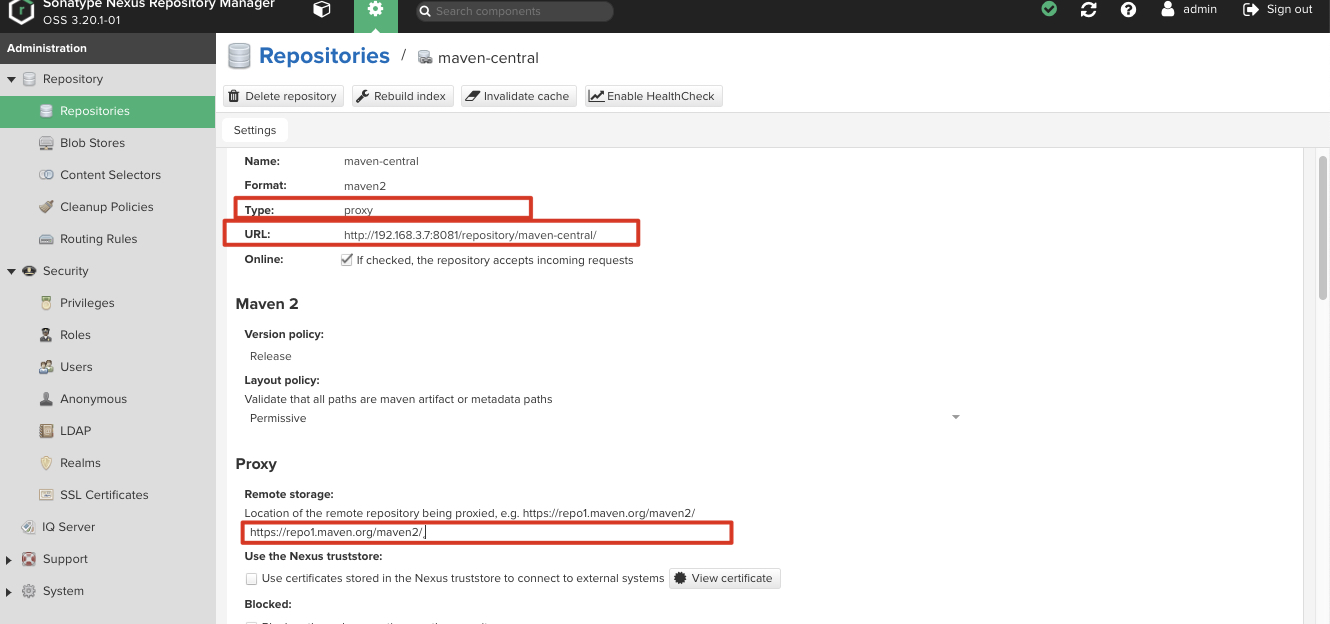 Sonatype Nexus Repository Manager
OSS 3.20.1-01
Search components
admin
Sign out
Administration
Repository
Repositories
Blob Stores
Content Selectors
Cleanup Policies
Routing Rules
Security
Privileges
Roles
Users
Anonymous
LDAP
Realms
SSL Certificates
IQ Server
Support
System
Repositories / maven-central
Delete repository
Rebuild index
Invalidate cache
Enable HealthCheck
Settings
Name: maven-central
Format: maven2
Type: proxy
URL: http://192.168.3.7:8081/repository/maven-central/
Online: If checked, the repository accepts incoming requests
Maven 2
Version policy:
Release
Layout policy:
Validate that all paths are maven artifact or metadata paths
Permissive
Proxy
Remote storage:
Location of the remote repository being proxied, e.g. https://repo1.maven.org/maven2/
https://repo1.maven.org/maven2/
Use the Nexus truststore:
Use certificates stored in the Nexus truststore to connect to external systems
View certificate
Blocked: